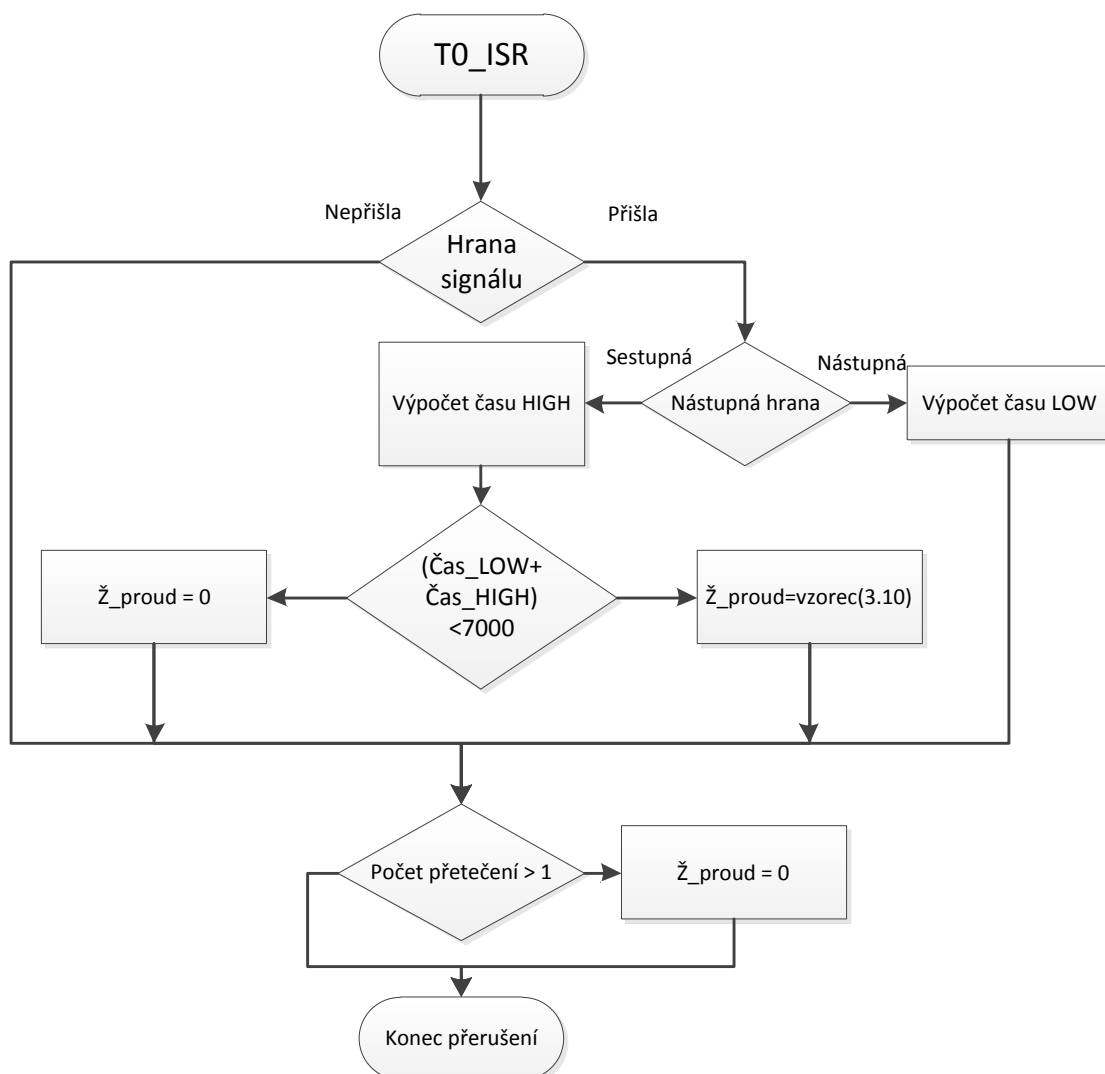 T0_ISR
Nepřišla
Přišla
Hrana
signálu
Sestupná
Nástupná
Výpočet času HIGH
Nástupná hrana
Výpočet času LOW
(Čas_LOW+
Čas_HIGH)
<7000
Ž_proud = 0
Ž_proud=vzorec(3.10)
Počet přetečení > 1
Ž_proud = 0
Konec přerušení